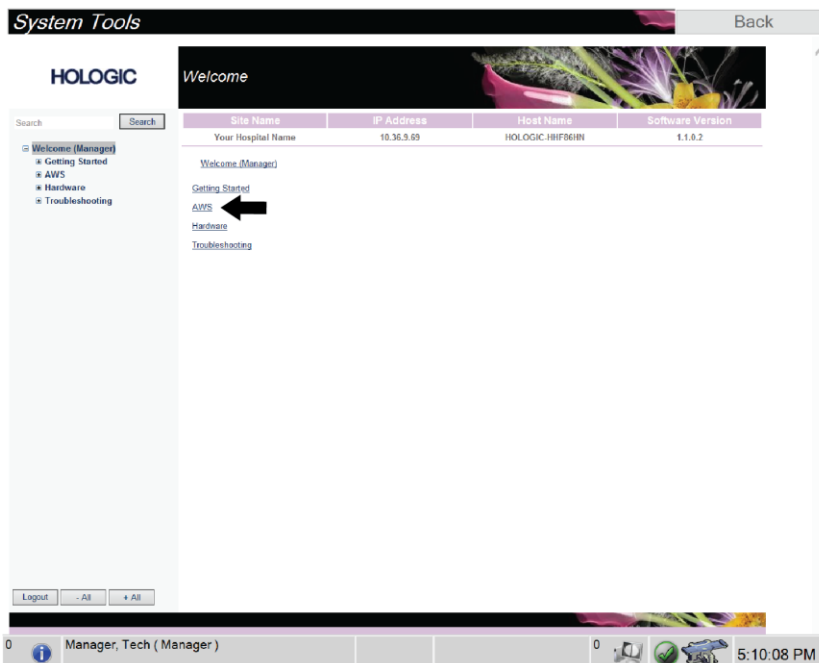 System Tools
Back
HOLOGIC
Welcome
Search Search
Site Name IP Address Host Name Software Version
Your Hospital Name 10.36.9.69 HOLOGIC-HHF86HN 1.1.0.2
Welcome (Manager)
Getting Started
AWS
Hardware
Troubleshooting
Welcome (Manager)
Getting Started
AWS
Hardware
Troubleshooting
Logout - All + All
0 Manager, Tech ( Manager ) 0 5:10:08 PM